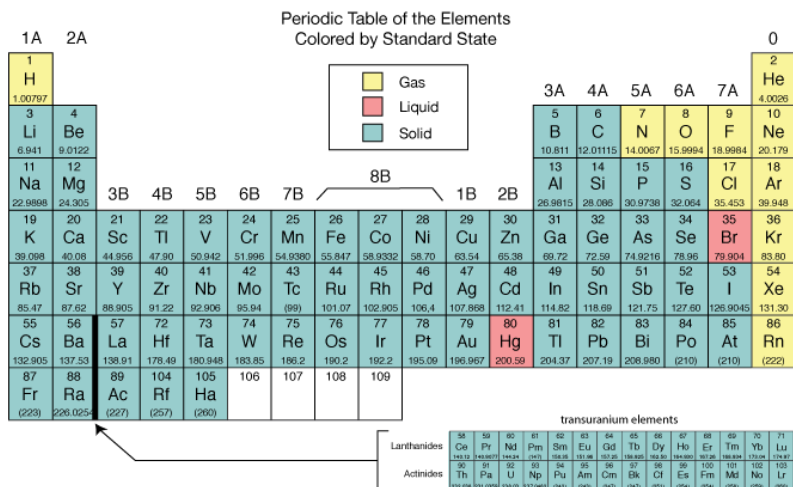 Periodic Table of the Elements
Colored by Standard State
1A 2A 0
1 2
H He
1.00797 4.0026
Gas
Liquid
Solid
3A 4A 5A 6A 7A
3 4 5 6 7 8 9 10
Li Be B C N O F Ne
6.941 9.0122 10.811 12.01115 14.0067 15.9994 18.9984 20.179
11 12 13 14 15 16 17 18
Na Mg Al Si P S Cl Ar
22.9898 24.305 26.9815 28.086 30.9738 32.064 35.453 39.948
3B 4B 5B 6B 7B 8B 1B 2B
19 20 21 22 23 24 25 26 27 28 29 30 31 32 33 34 35 36
K Ca Sc TI V Cr Mn Fe Co Ni Cu Zn Ga Ge As Se Br Kr
39.098 40.08 44.956 47.90 50.942 51.996 54.9380 55.847 58.9332 58.70 63.54 65.38 69.72 72.59 74.9216 78.96 79.904 83.80
37 38 39 40 41 42 43 44 45 46 47 48 49 50 51 52 53 54
Rb Sr Y Zr Nb Mo Tc Ru Rh Pd Ag Cd In Sn Sb Te I Xe
85.47 87.62 88.905 91.22 92.906 95.94 (99) 101.07 102.905 106,4 107.868 112.41 114.82 118.69 121.75 127.60 126.9045 131.30
55 56 57 72 73 74 75 76 77 78 79 80 81 82 83 84 85 86
Cs Ba La Hf Ta W Re Os Ir Pt Au Hg Tl Pb Bi Po At Rn
132.905 137.53 138.91 178.49 180.948 183.85 186.2 190.2 192.2 195.09 196.967 200.59 204.37 207.19 208.980 (210) (210) (222)
87 88 89 104 105 106 107 108 109
Fr Ra Ac Rf Ha
(223) 226.0254 (227) (257) (260)
transuranium elements
58 59 60 61 62 63 64 65 66 67 68 69 70 71
Lanthanides Ce Pr Nd Pm Sm Eu Gd Tb Dy Ho Er Tm Yb Lu
90 91 92 93 94 95 96 97 98 99 100 101 102 103
Actinides Th Pa U Np Pu Am Cm Bk Cf Es Fm Md No Lr